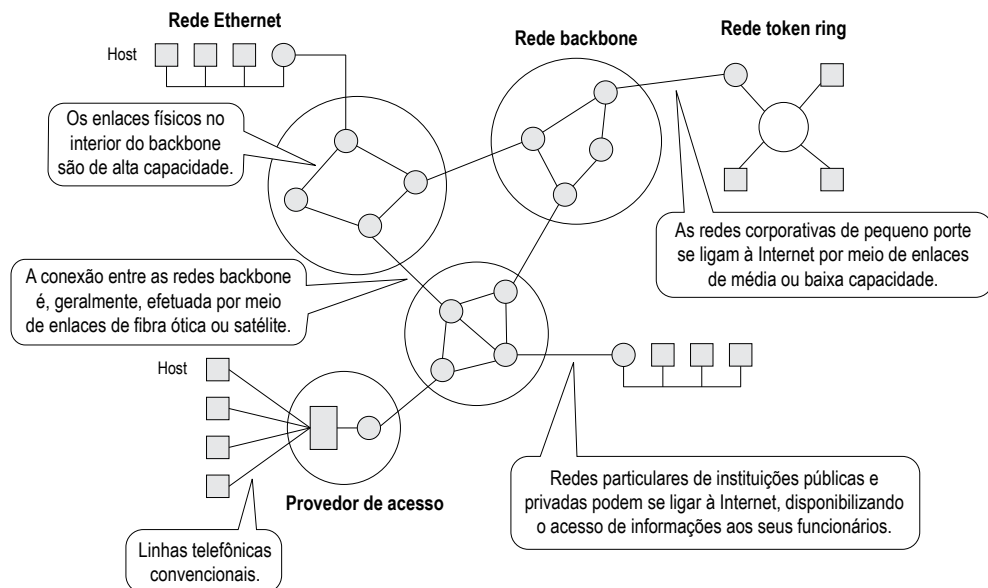 Rede Ethernet
Host
Rede backbone
Rede token ring
Os enlaces físicos no
interior do backbone
são de alta capacidade.
As redes corporativas de pequeno porte
se ligam à Internet por meio de enlaces
de média ou baixa capacidade.
A conexão entre as redes backbone
é, geralmente, efetuada por meio
de enlaces de fibra ótica ou satélite.
Host
Provedor de acesso
Linhas telefônicas
convencionais.
Redes particulares de instituições públicas e
privadas podem se ligar à Internet, disponibilizando
o acesso de informações aos seus funcionários.